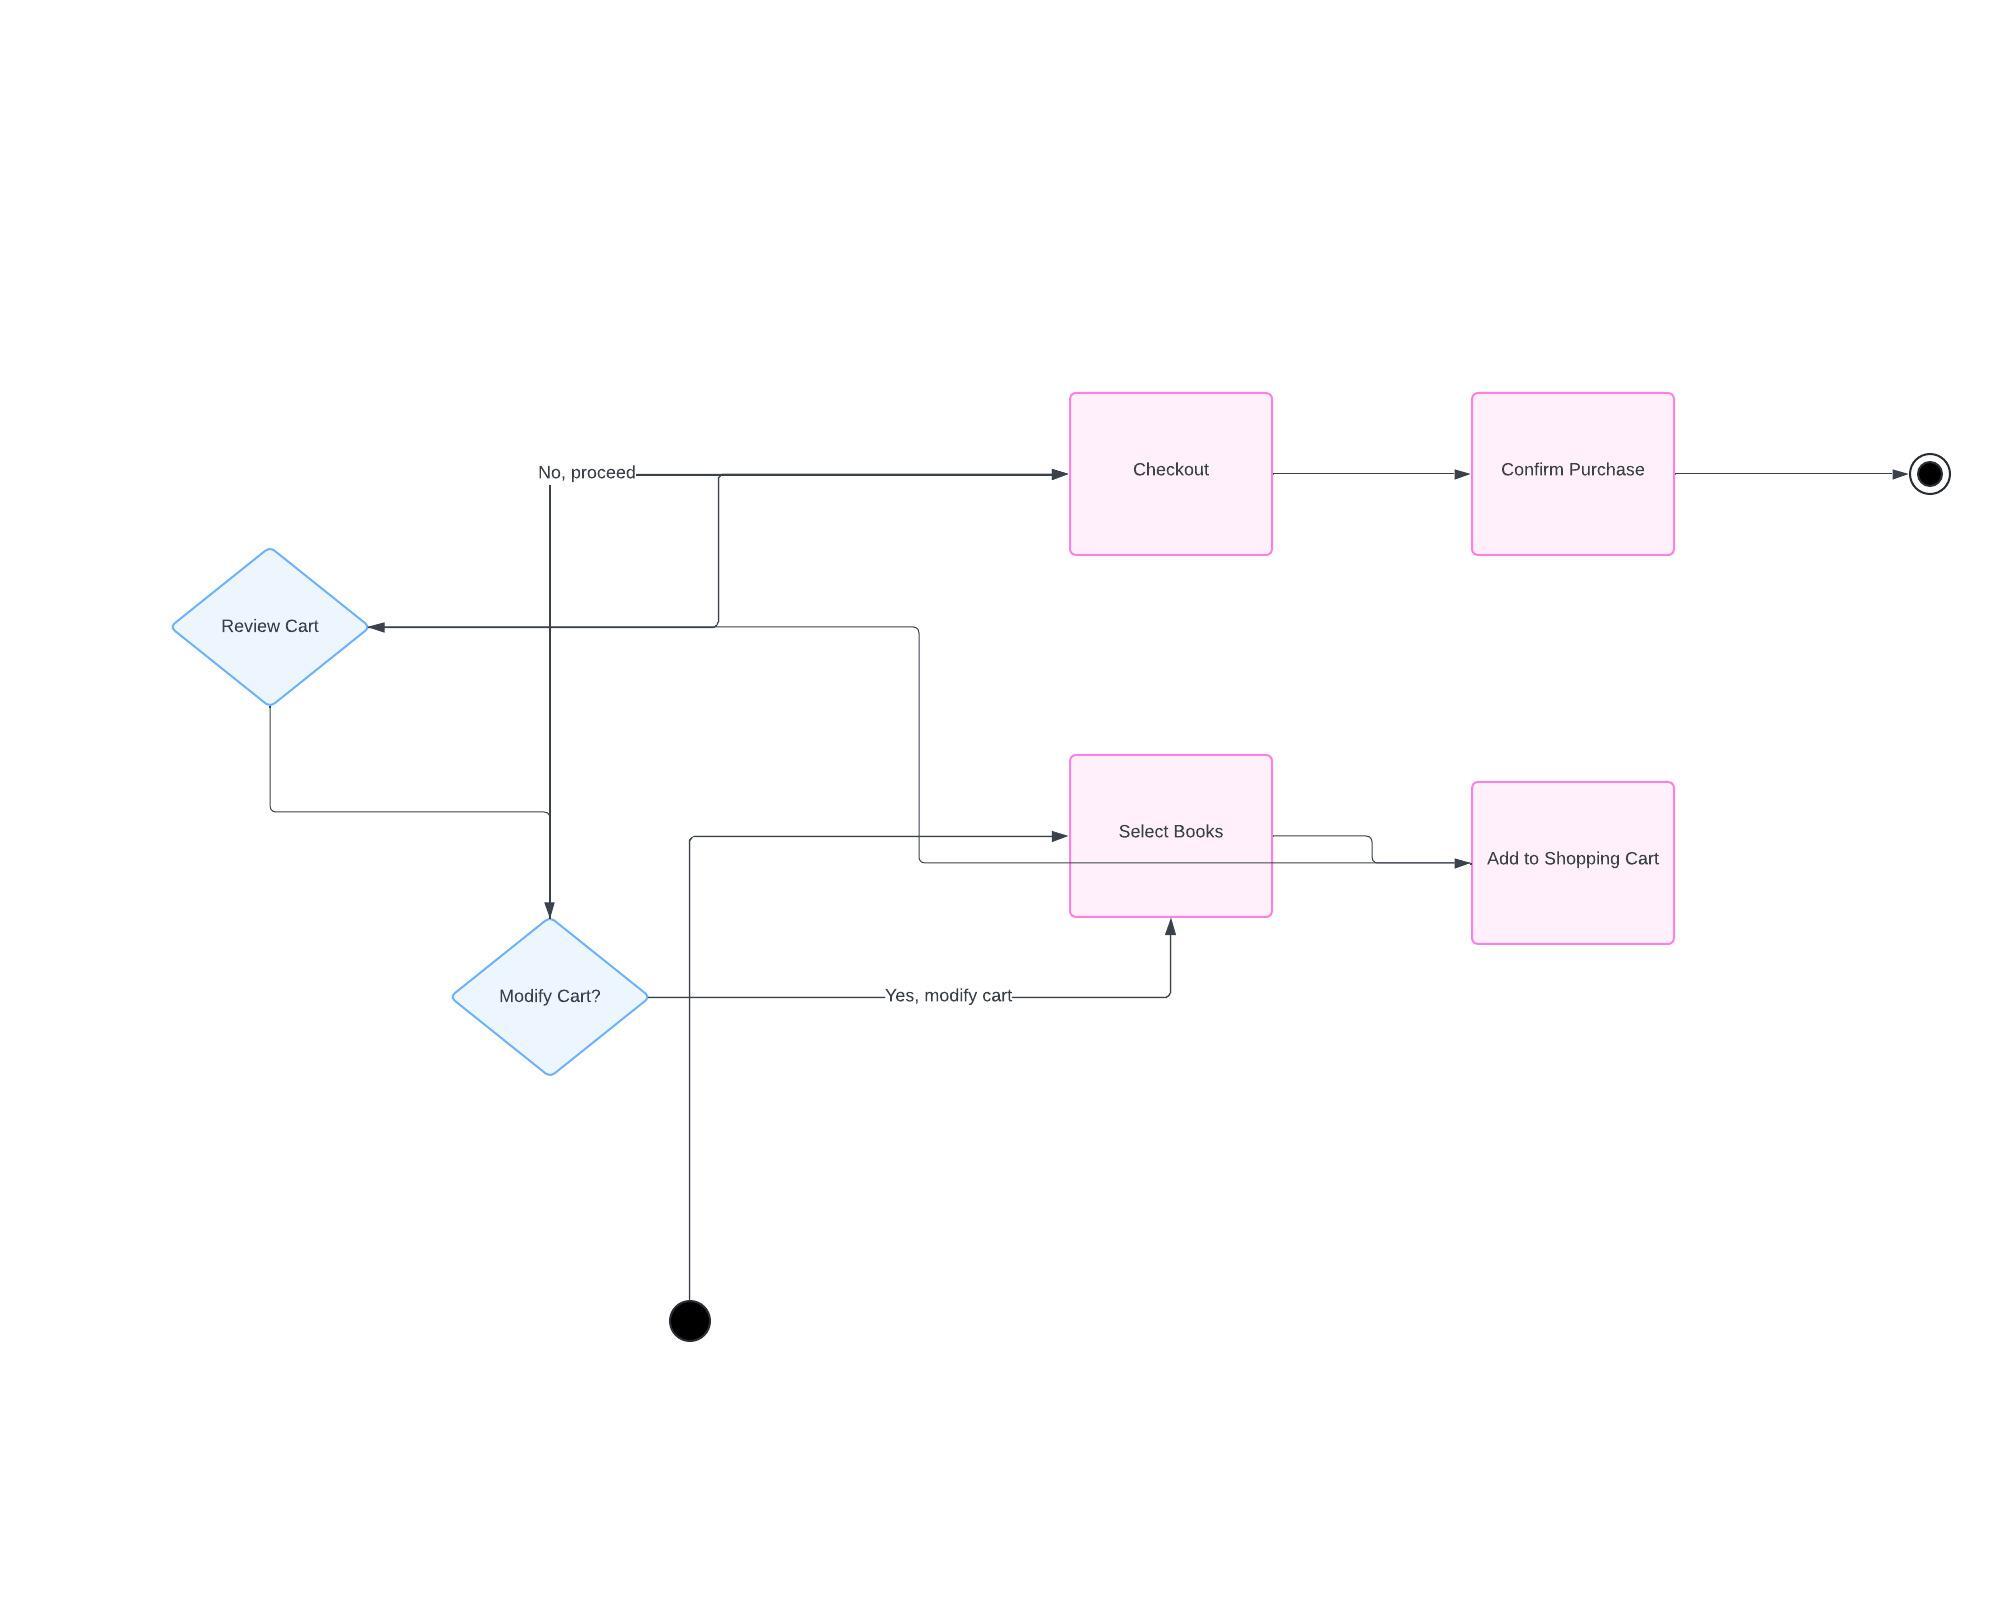 No, proceed
Checkout
Confirm Purchase
Review Cart
Select Books
Add to Shopping Cart
Modify Cart?
Yes, modify cart